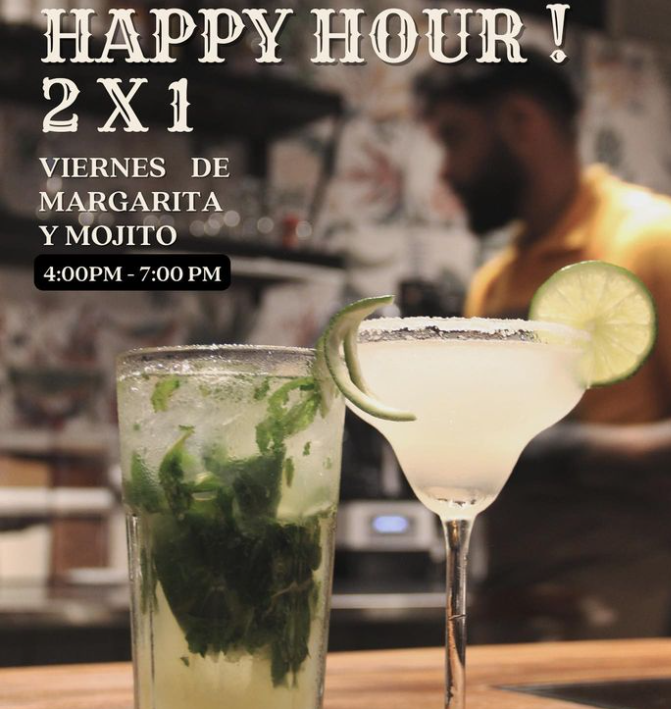 HAPPY HOUR !
2 X 1
VIERNES DE
MARGARITA
Y MOJITO
4:00PM - 7:00 PM